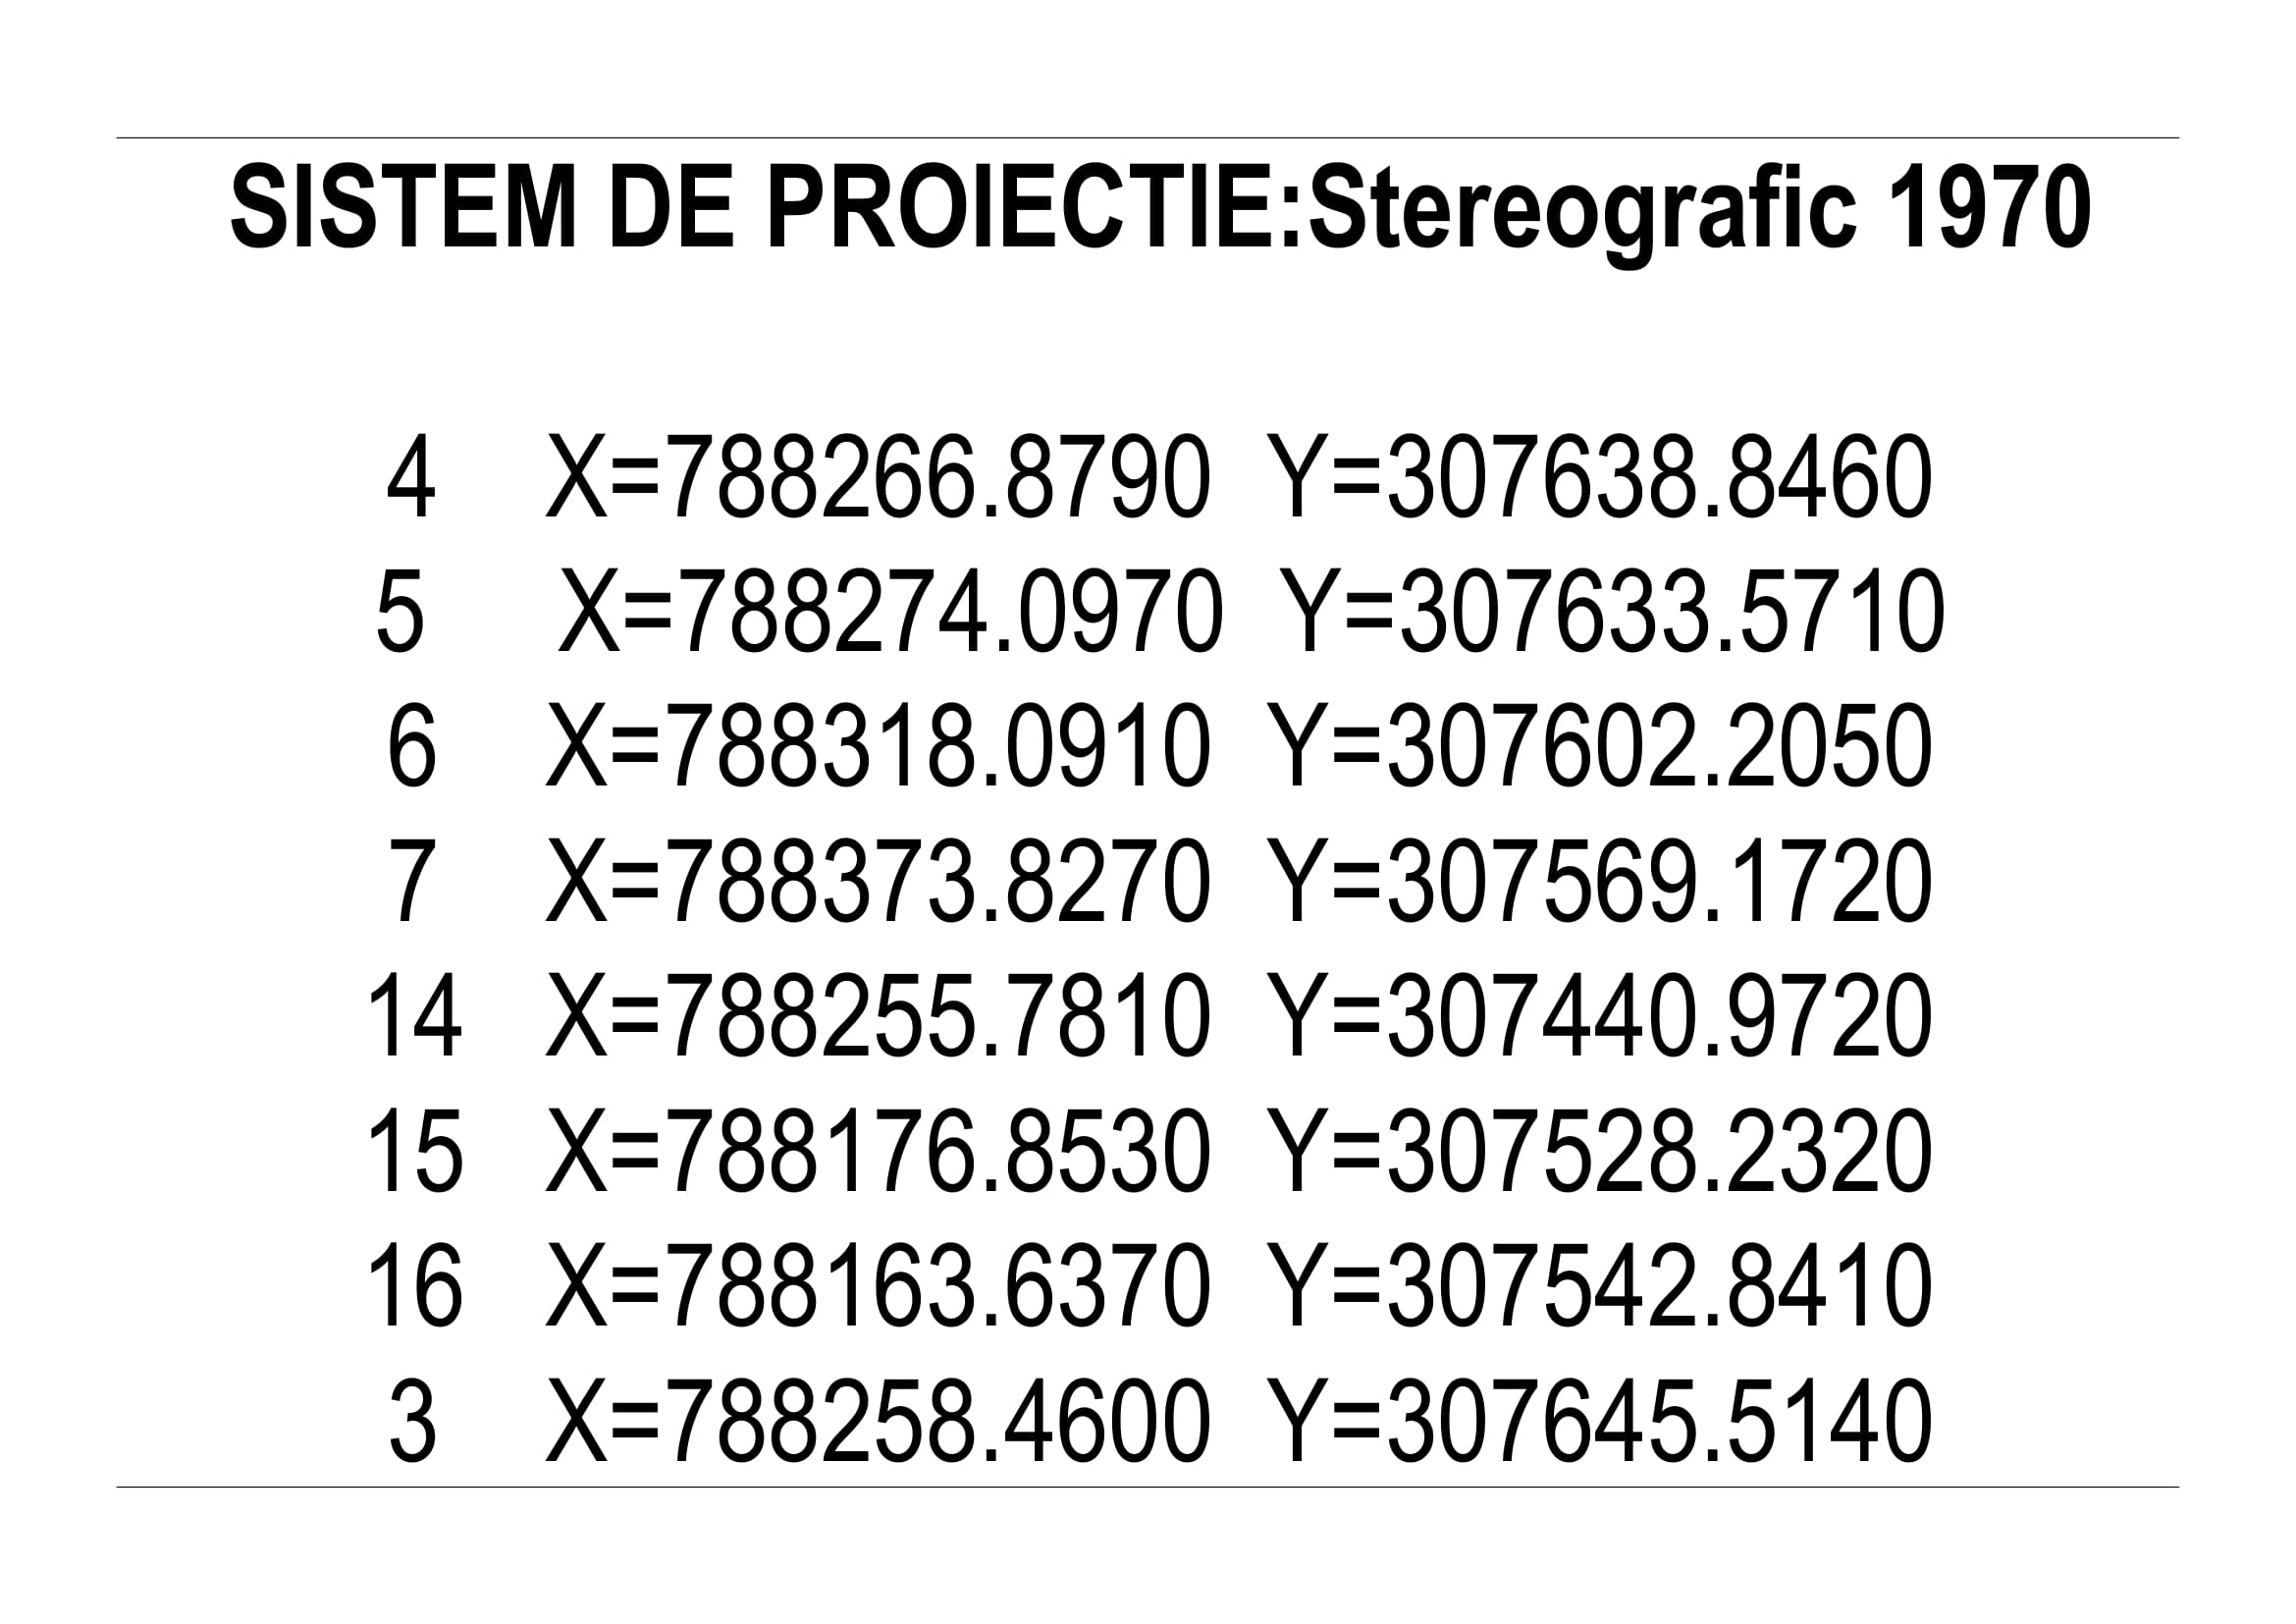 SISTEM DE PROIECTIE:Stereografic 1970
4 X=788266.8790 Y=307638.8460
5 X=788274.0970 Y=307633.5710
6 X=788318.0910 Y=307602.2050
7 X=788373.8270 Y=307569.1720
14 X=788255.7810 Y=307440.9720
15 X=788176.8530 Y=307528.2320
16 X=788163.6370 Y=307542.8410
3 X=788258.4600 Y=307645.5140